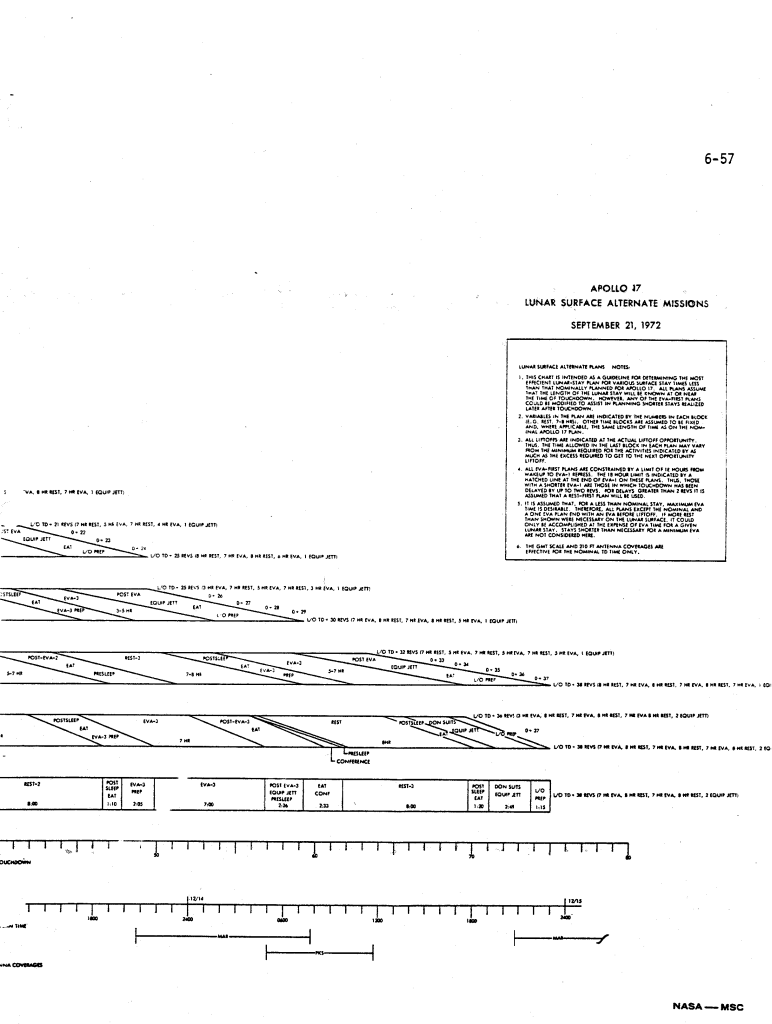 6-57
APOLLO 17
LUNAR SURFACE ALTERNATE MISSIONS
SEPTEMBER 21, 1972
LUNAR SURFACE ALTERNATE PLANS NOTES:
1. THIS CHART IS INTENDED AS A GUIDELINE FOR DETERMINING THE MOST
EFFECIENT LUNAR-STAY PLAN FOR VARIOUS SURFACE STAY TIMES LESS
THAN THAT NOMINALLY PLANNED FOR APOLLO 17. ALL PLANS ASSUME
THAT THE LENGTH OF THE LUNAR STAY WILL BE KNOWN AT OR NEAR
THE TIME OF TOUCHDOWN. HOWEVER, ANY OF THE EVA-FIRST PLANS
COULD BE MODIFIED TO ASSIST IN PLANNING SHORTER STAYS REALIZED
LATER AFTER TOUCHDOWN.
2. VARIABLES IN THE PLAN ARE INDICATED BY THE NUMBERS IN EACH BLOCK
(E.G. REST, 7-8 HRS). OTHER TIME BLOCKS ARE ASSUMED TO BE FIXED
AND, WHERE APPLICABLE, THE SAME LENGTH OF TIME AS ON THE NOM-
INAL APOLLO 17 PLAN.
3. ALL LIFTOFFS ARE INDICATED AT THE ACTUAL LIFTOFF OPPORTUNITY.
THUS, THE TIME ALLOWED IN THE LAST BLOCK IN EACH PLAN MAY VARY
FROM THE MINIMUM REQUIRED FOR THE ACTIVITIES INDICATED BY AS
MUCH AS THE EXCESS REQUIRED TO GET TO THE NEXT OPPORTUNITY
LIFTOFF.
4. ALL EVA-FIRST PLANS ARE CONSTRAINED BY A LIMIT OF 18 HOURS FROM
WAKEUP TO EVA-1 REPRESS. THE 18 HOUR LIMIT IS INDICATED BY A
HATCHED LINE AT THE END OF EVA-1 ON THESE PLANS. THUS, THOSE
WITH A SHORTER EVA-1 ARE THOSE IN WHICH TOUCHDOWN HAS BEEN
DELAYED BY UP TO TWO REVS. FOR DELAYS GREATER THAN 2 REVS IT IS
ASSUMED THAT A REST-FIRST PLAN WILL BE USED.
5. IT IS ASSUMED THAT, FOR A LESS THAN NOMINAL STAY, MAXIMUM EVA
TIME IS DESIRABLE. THEREFORE, ALL PLANS EXCEPT THE NOMINAL AND
A ONE EVA PLAN END WITH AN EVA BEFORE LIFTOFF. IF MORE REST
THAN SHOWN WERE NECESSARY ON THE LUNAR SURFACE, IT COULD
ONLY BE ACCOMPLISHED AT THE EXPENSE OF EVA TIME FOR A GIVEN
LUNAR STAY. STAYS SHORTER THAN NECESSARY FOR A MINIMUM EVA
ARE NOT CONSIDERED HERE.
6. THE GMT SCALE AND 210 FT ANTENNA COVERAGES ARE
EFFECTIVE FOR THE NOMINAL TD TIME ONLY.
VA, 8 HR REST, 7 HR EVA, 1 EQUIP JETT)
L/O TD + 21 REVS (7 HR REST, 3 HR EVA, 7 HR REST, 4 HR EVA, 1 EQUIP JETT)
ST EVA D + 22
EQUIP JETT D + 23
EAT L/O PREP D + 24
L/O TD + 25 REVS (8 HR REST, 7 HR EVA, 8 HR REST, 6 HR EVA, 1 EQUIP JETT)
L/O TD + 25 REVS (3 HR EVA, 7 HR REST, 5 HR EVA, 7 HR REST, 3 HR EVA, 1 EQUIP JETT)
STSLEEP POST EVA D + 26
EAT EQUIP JETT D + 27
EVA-3 PREP 3-5 HR EAT D + 28
L/O PREP D + 29
L/O TD + 30 REVS (7 HR EVA, 8 HR REST, 7 HR EVA, 8 HR REST, 5 HR EVA, 1 EQUIP JETT)
L/O TD + 32 REVS (7 HR REST, 5 HR EVA, 7 HR REST, 5 HR EVA, 7 HR REST, 5 HR EVA, 1 EQUIP JETT)
POST-EVA-2 REST-3 POSTSLEEP EVA-3 POST EVA D + 33
EAT EAT EQUIP JETT D + 34
5-7 HR PRESLEEP 7-8 HR EVA-3 PREP 5-7 HR EAT D + 35
L/O PREP D + 36
D + 37
L/O TD + 38 REVS (8 HR REST, 7 HR EVA, 8 HR REST, 7 HR EVA, 8 HR REST, 7 HR EVA, 1 EQ
L/O TD + 36 REVS (3 HR EVA, 8 HR REST, 7 HR EVA, 8 HR REST, 7 HR EVA 8 HR REST, 2 EQUIP JETT)
POSTSLEEP EVA-3 POST-EVA-3 REST POSTSLEEP DON SUITS
EAT EAT EAT EQUIP JETT L/O PREP D + 37
EVA-3 PREP 7 HR 8HR
PRESLEEP
CONFERENCE
L/O TD + 38 REVS (7 HR EVA, 8 HR REST, 7 HR EVA, 8 HR REST, 7 HR EVA, 6 HR REST, 2 EQ
REST-2 POST SLEEP EAT EVA-3 PREP EVA-3 POST EVA-3 EQUIP JETT PRESLEEP EAT CONF REST-3 POST SLEEP EAT DON SUITS EQUIP JETT L/O PREP
8:00 1:10 2:05 7:00 2:36 2:33 8:00 1:30 2:49 1:15
L/O TD + 38 REVS (7 HR EVA, 8 HR REST, 7 HR EVA, 8 HR REST, 7 HR EVA, 8 HR REST, 2 EQUIP JETT)
50 60 70 80
OUCHDOWN
12/14 12/15
1800 2400 0600 1200 1800 2400
TIME
MAD MAD
PKS
NNA COVERAGES
NASA — MSC